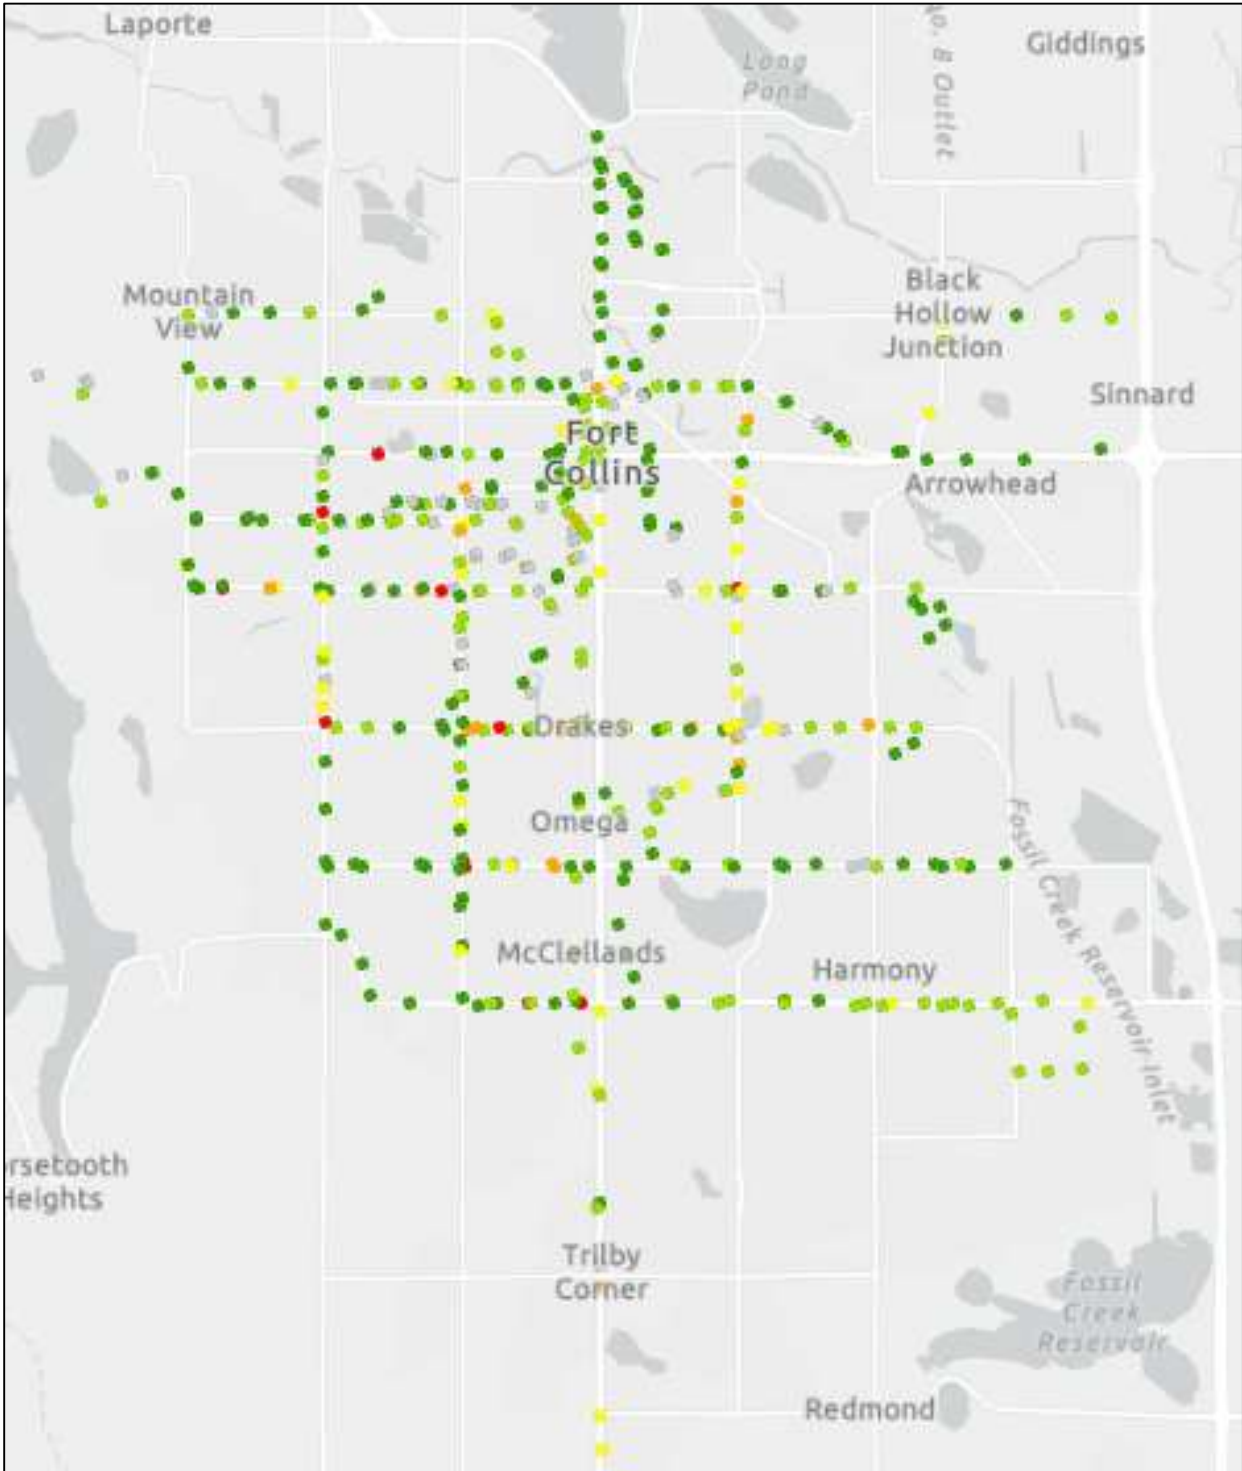 Laporte
Giddings
Long
Pond
No. 8 Outlet
Mountain
View
Black
Hollow
Junction
Sinnard
Fort
Collins
Arrowhead
Drakes
Omega
Fossil Creek Reservoir Inlet
McClellands
Harmony
rsetooth
Heights
Trilby
Corner
Fossil
Creek
Reservoir
Redmond